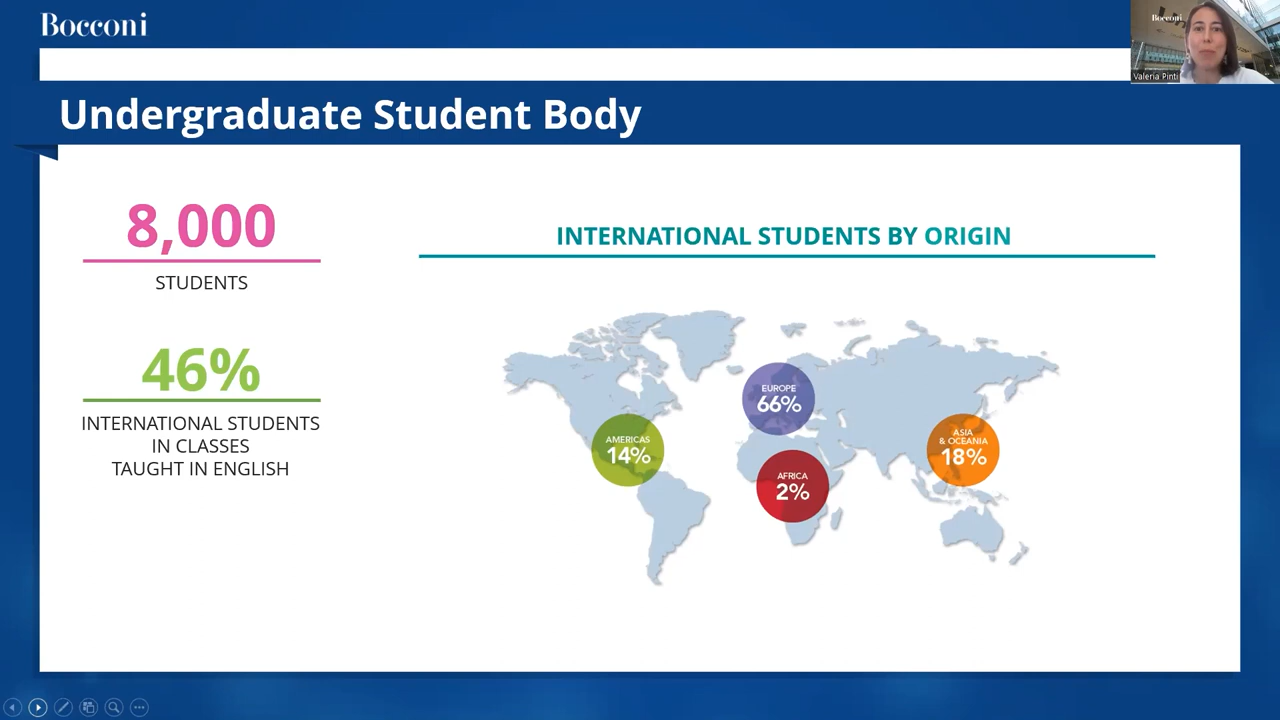 Bocconi
Bocconi
Valeria Pinti
Undergraduate Student Body
8,000
STUDENTS
46%
INTERNATIONAL STUDENTS
IN CLASSES
TAUGHT IN ENGLISH
INTERNATIONAL STUDENTS BY ORIGIN
EUROPE
66%
AMERICAS
14%
ASIA
& OCEANIA
18%
AFRICA
2%